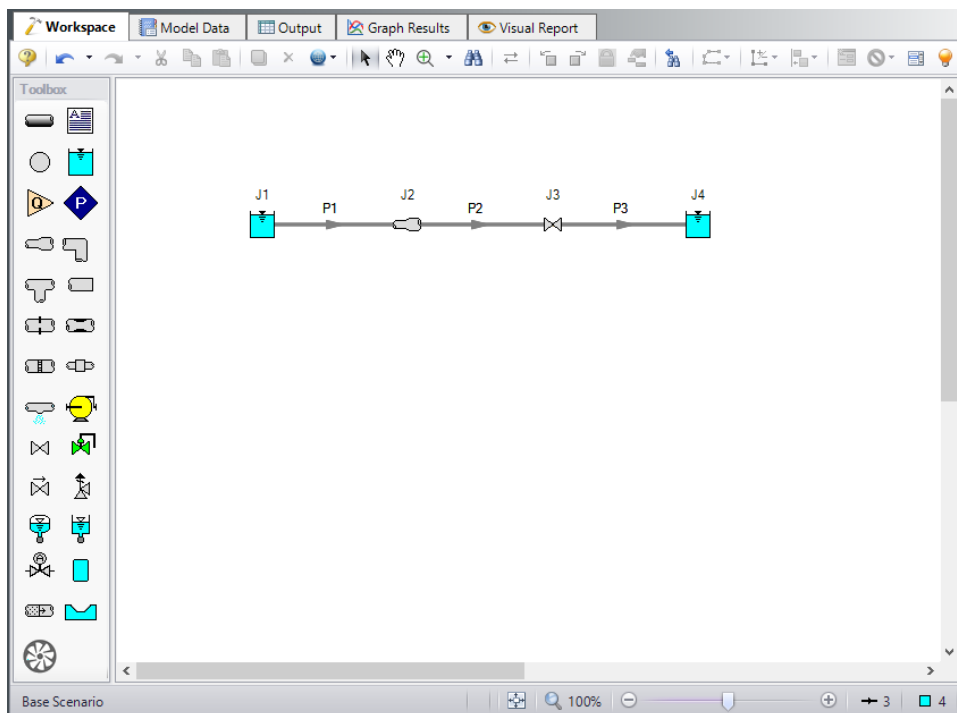 Workspace
Model Data
Output
Graph Results
Visual Report
Toolbox
A
Q
P
A
J1
J2
J3
J4
P1
P2
P3
Base Scenario
100%
3
4